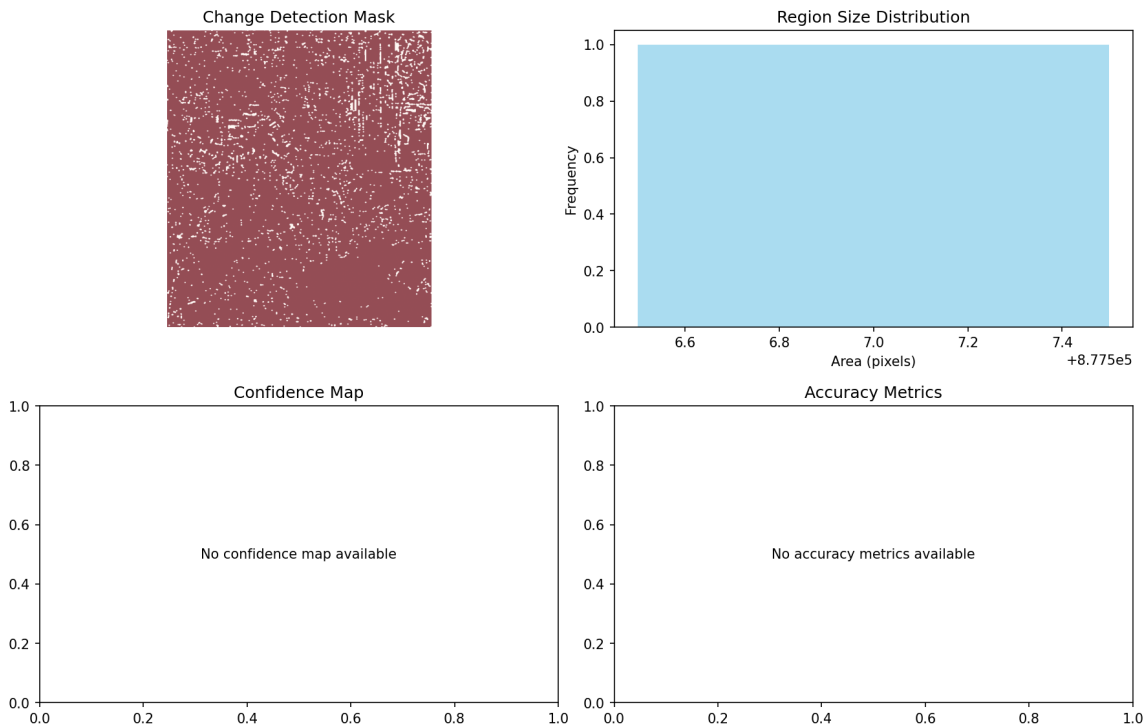 Change Detection Mask
Region Size Distribution
1.0
0.8
0.6
0.4
0.2
0.0
Frequency
6.6 6.8 7.0 7.2 7.4
Area (pixels)
+8.775e5
Confidence Map
1.0
0.8
0.6
0.4
0.2
0.0
No confidence map available
0.0 0.2 0.4 0.6 0.8 1.0
Accuracy Metrics
1.0
0.8
0.6
0.4
0.2
0.0
No accuracy metrics available
0.0 0.2 0.4 0.6 0.8 1.0